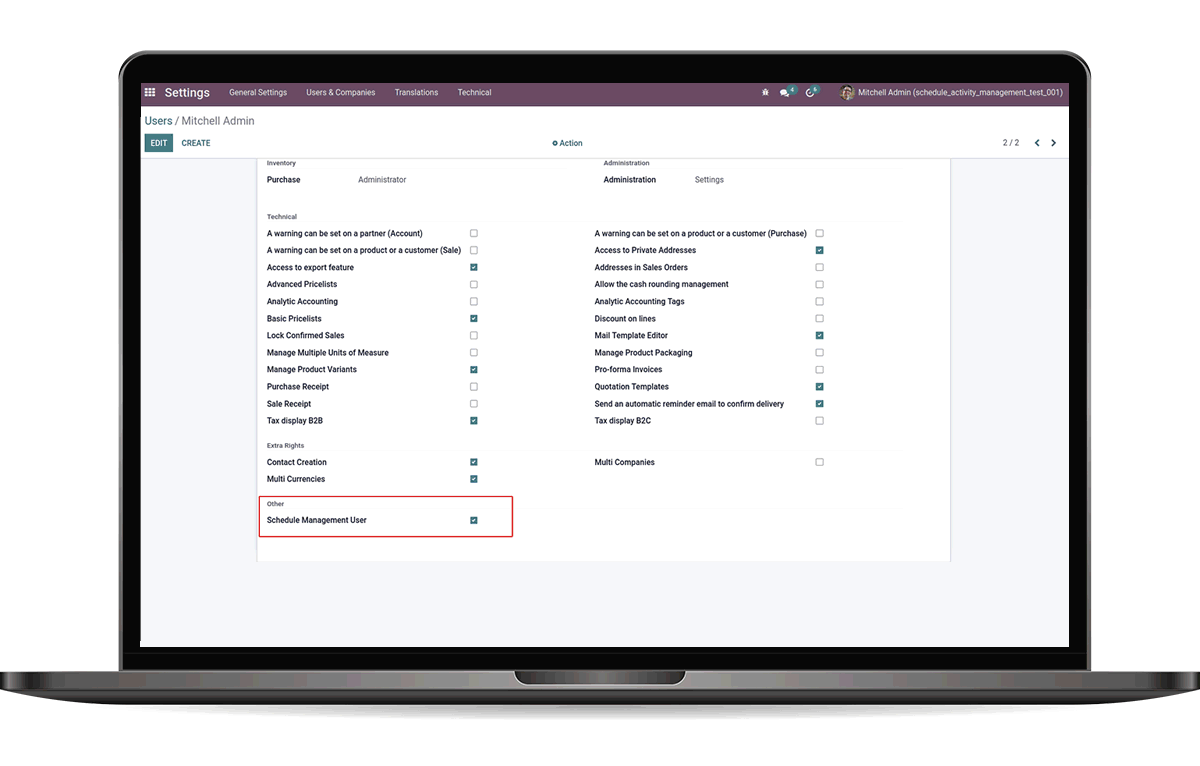 Settings General Settings Users & Companies Translations Technical 4 6 Mitchell Admin (schedule_activity_management_test_001)
Users / Mitchell Admin
EDIT CREATE Action 2 / 2
Inventory Administration
Purchase Administrator Administration Settings
Technical
A warning can be set on a partner (Account) A warning can be set on a product or a customer (Purchase)
A warning can be set on a product or a customer (Sale) Access to Private Addresses
Access to export feature Addresses in Sales Orders
Advanced Pricelists Allow the cash rounding management
Analytic Accounting Analytic Accounting Tags
Basic Pricelists Discount on lines
Lock Confirmed Sales Mail Template Editor
Manage Multiple Units of Measure Manage Product Packaging
Manage Product Variants Pro-forma Invoices
Purchase Receipt Quotation Templates
Sale Receipt Send an automatic reminder email to confirm delivery
Tax display B2B Tax display B2C
Extra Rights
Contact Creation Multi Companies
Multi Currencies
Other
Schedule Management User